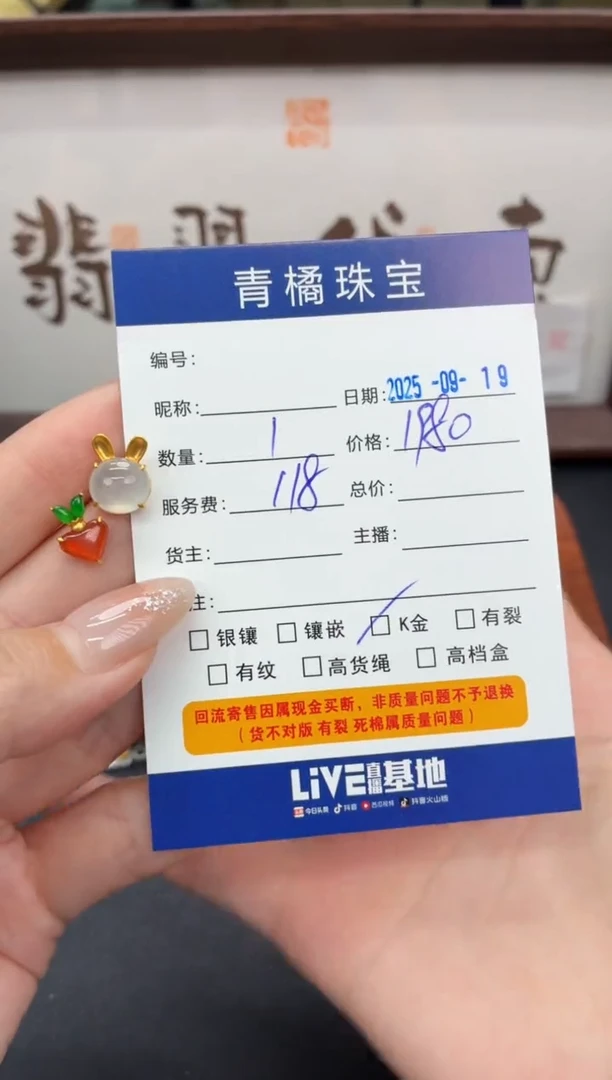 翡翠代卖
青橘珠宝
编号：
昵称： 日期：2025-09-19
数量：1 价格：1880
服务费：118 总价：
货主： 主播：
注：
银镶 镶嵌 K金 有裂
有纹 高货绳 高档盒
回流寄售因属现金买断，非质量问题不予退换
（货不对版 有裂 死棉属质量问题）
LiVE直播基地
今日头条 抖音 西瓜视频 抖音火山版